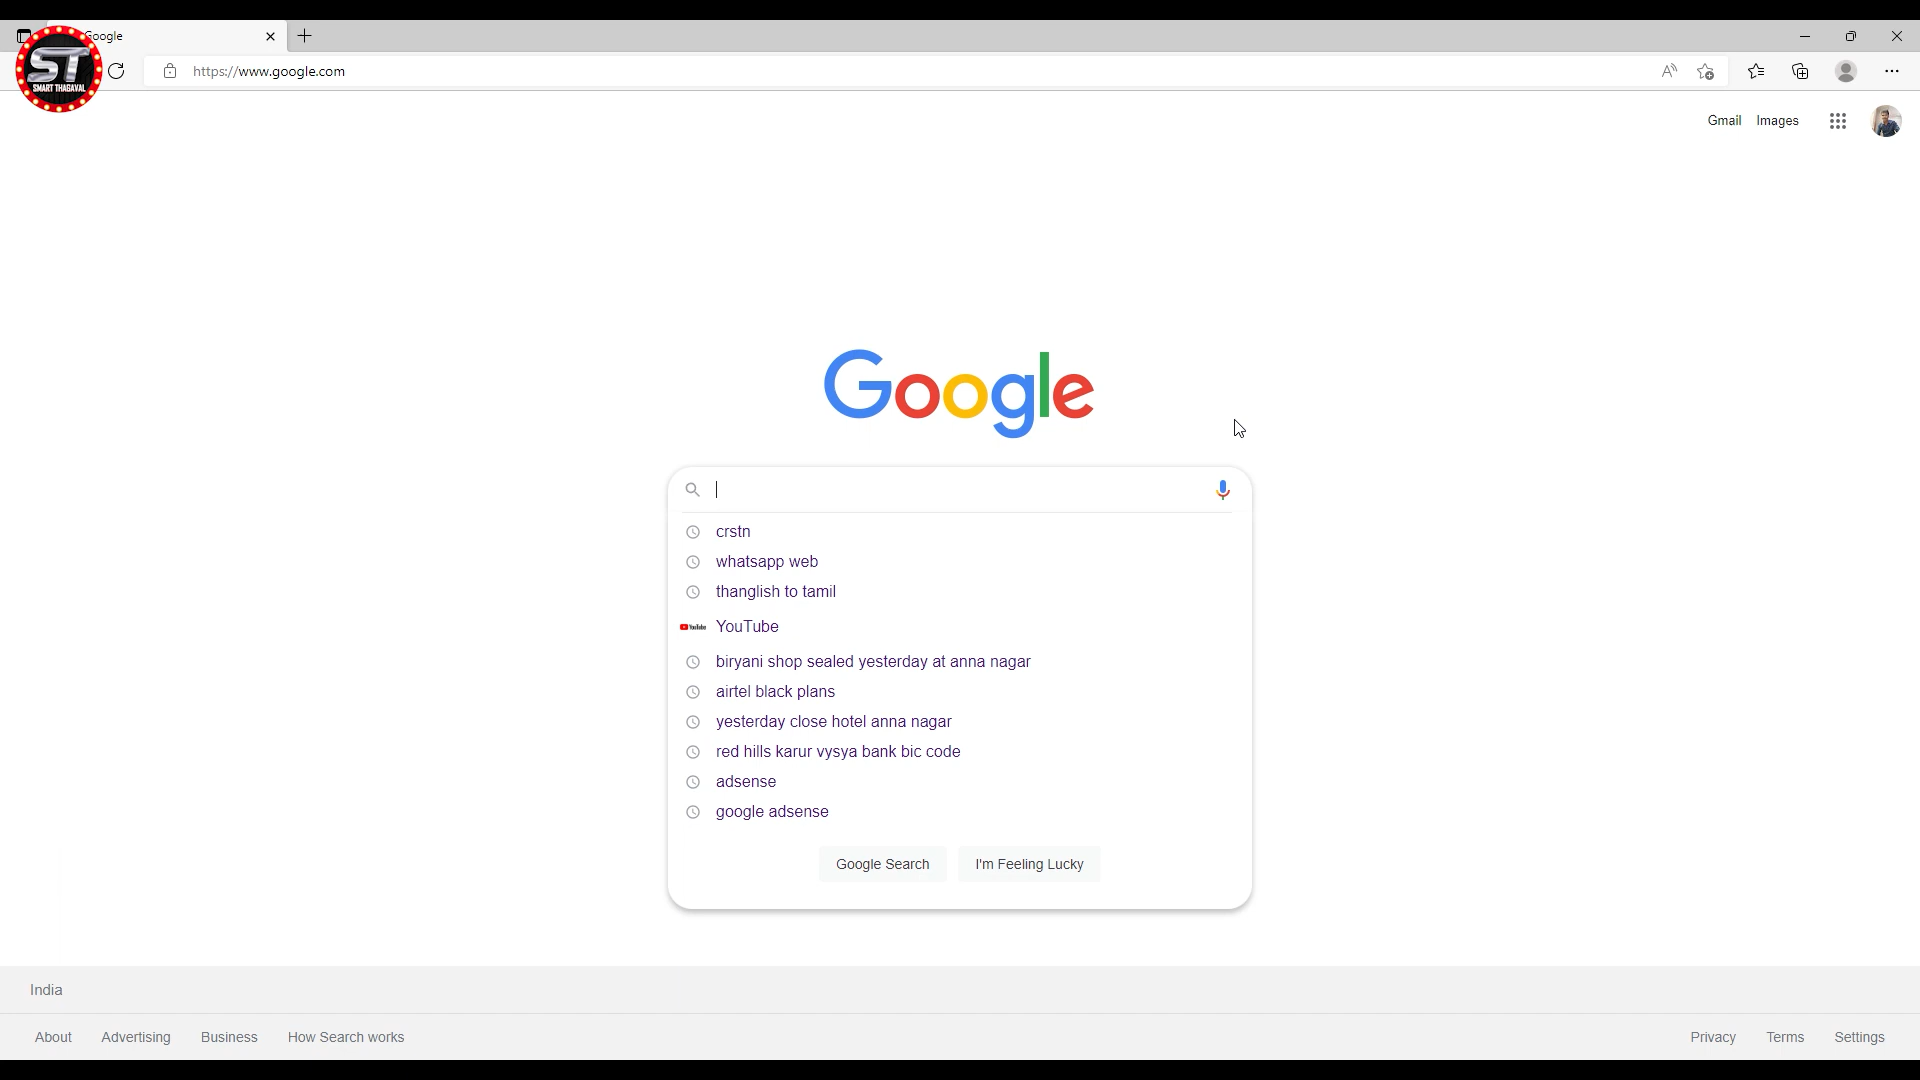 Google
https://www.google.com
ST
SMART THAGAVAL
Gmail
Images
Google
crstn
whatsapp web
thanglish to tamil
YouTube
YouTube
biryani shop sealed yesterday at anna nagar
airtel black plans
yesterday close hotel anna nagar
red hills karur vysya bank bic code
adsense
google adsense
Google Search
I'm Feeling Lucky
India
About
Advertising
Business
How Search works
Privacy
Terms
Settings